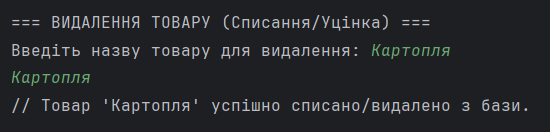 === ВИДАЛЕННЯ ТОВАРУ (Списання/Уцінка) ===
Введіть назву товару для видалення: Картопля
Картопля
// Товар 'Картопля' успішно списано/видалено з бази.